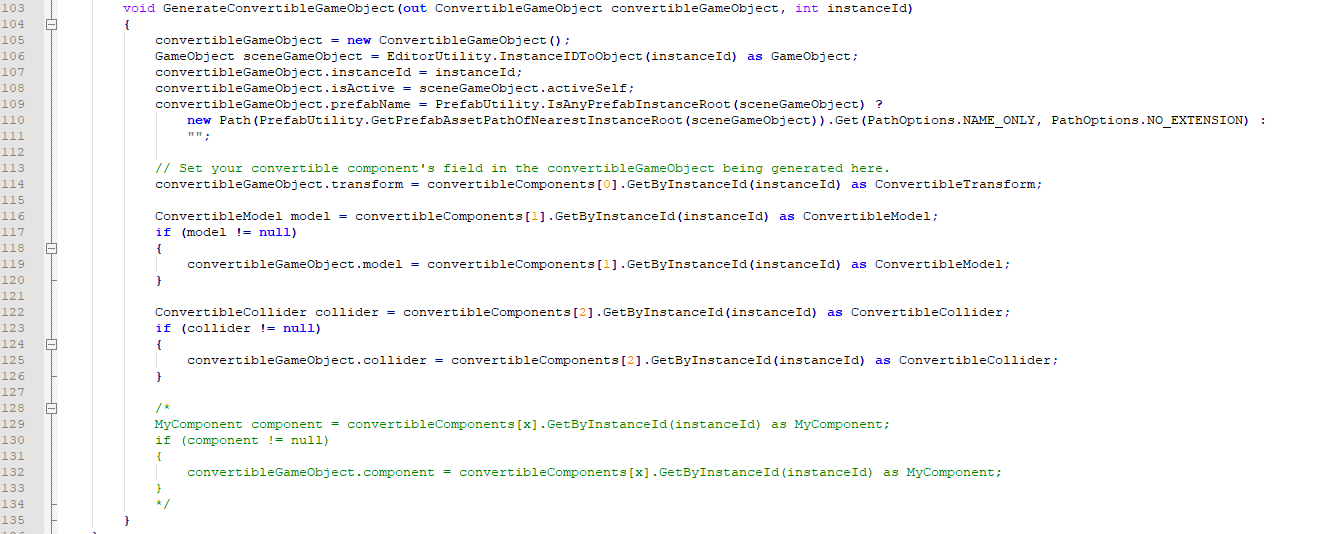 103 void GenerateConvertibleGameObject(out ConvertibleGameObject convertibleGameObject, int instanceId)
104 {
105 convertibleGameObject = new ConvertibleGameObject();
106 GameObject sceneGameObject = EditorUtility.InstanceIDToObject(instanceId) as GameObject;
107 convertibleGameObject.instanceId = instanceId;
108 convertibleGameObject.isActive = sceneGameObject.activeSelf;
109 convertibleGameObject.prefabName = PrefabUtility.IsAnyPrefabInstanceRoot(sceneGameObject) ?
110 new Path(PrefabUtility.GetPrefabAssetPathOfNearestInstanceRoot(sceneGameObject)).Get(PathOptions.NAME_ONLY, PathOptions.NO_EXTENSION) :
111 "";
112
113 // Set your convertible component's field in the convertibleGameObject being generated here.
114 convertibleGameObject.transform = convertibleComponents[0].GetByInstanceId(instanceId) as ConvertibleTransform;
115
116 ConvertibleModel model = convertibleComponents[1].GetByInstanceId(instanceId) as ConvertibleModel;
117 if (model != null)
118 {
119 convertibleGameObject.model = convertibleComponents[1].GetByInstanceId(instanceId) as ConvertibleModel;
120 }
121
122 ConvertibleCollider collider = convertibleComponents[2].GetByInstanceId(instanceId) as ConvertibleCollider;
123 if (collider != null)
124 {
125 convertibleGameObject.collider = convertibleComponents[2].GetByInstanceId(instanceId) as ConvertibleCollider;
126 }
127
128 /*
129 MyComponent component = convertibleComponents[x].GetByInstanceId(instanceId) as MyComponent;
130 if (component != null)
131 {
132 convertibleGameObject.component = convertibleComponents[x].GetByInstanceId(instanceId) as MyComponent;
133 }
134 */
135 }